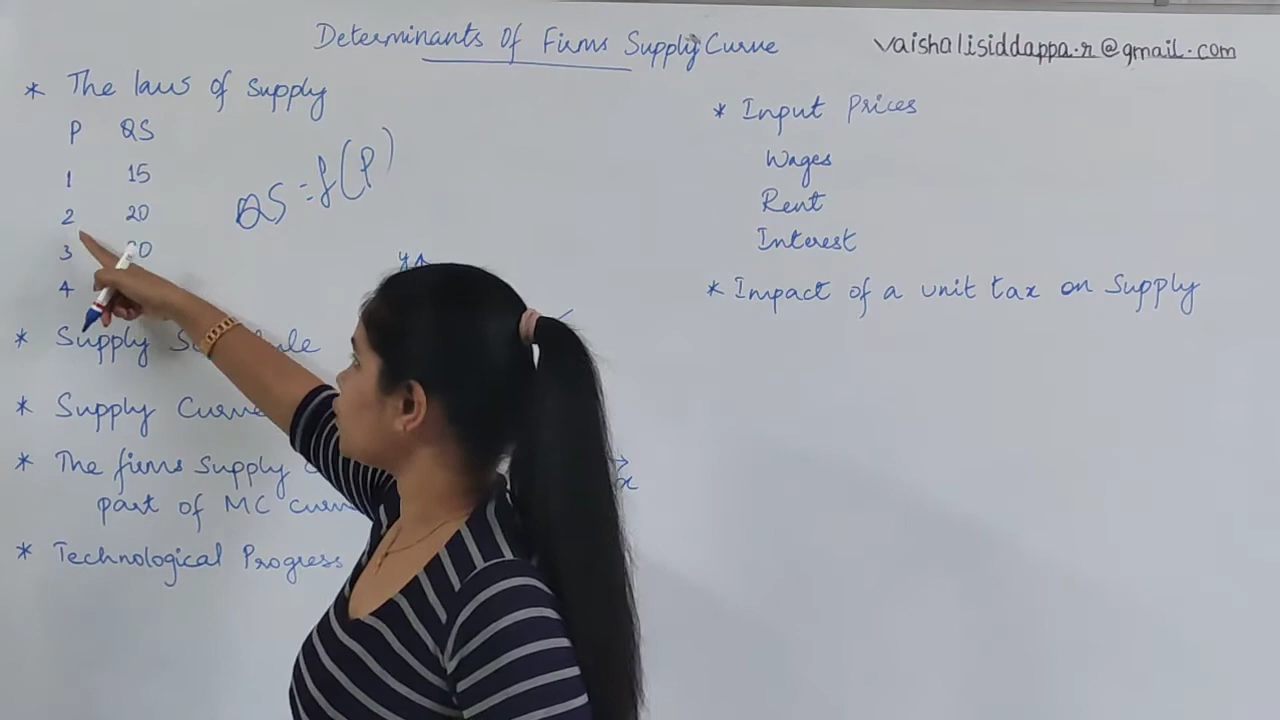 Determinants Of Firms Supply Curve
vaishalisiddappa.r@gmail.com
* The laws of supply
P QS
1 15
2 20
3
4
QS = f(P)
y
* Supply
* Supply Curve
* The firms supply
part of MC curve
* Technological Progress
x
* Input Prices
Wages
Rent
Interest
* Impact of a unit tax on Supply